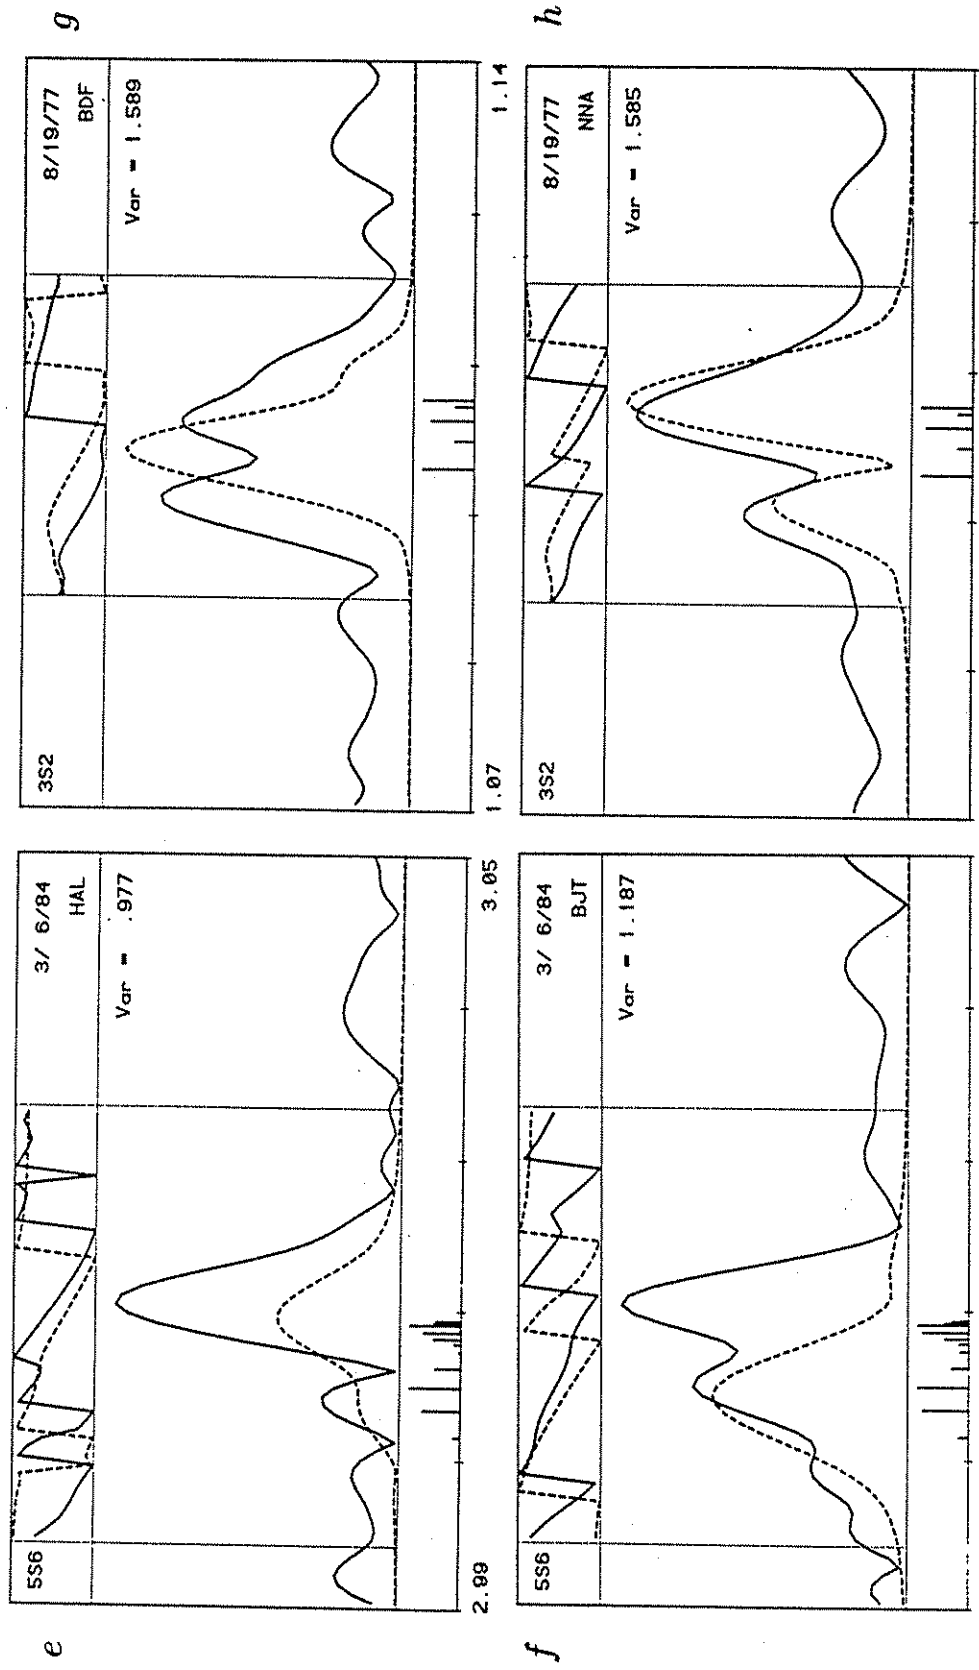 e
5S6
3/ 6/84
HAL
Var = .977
2.99
3.05
f
5S6
3/ 6/84
BJT
Var = 1.187
g
3S2
8/19/77
BDF
Var = 1.589
1.07
1.14
h
3S2
8/19/77
NNA
Var = 1.585